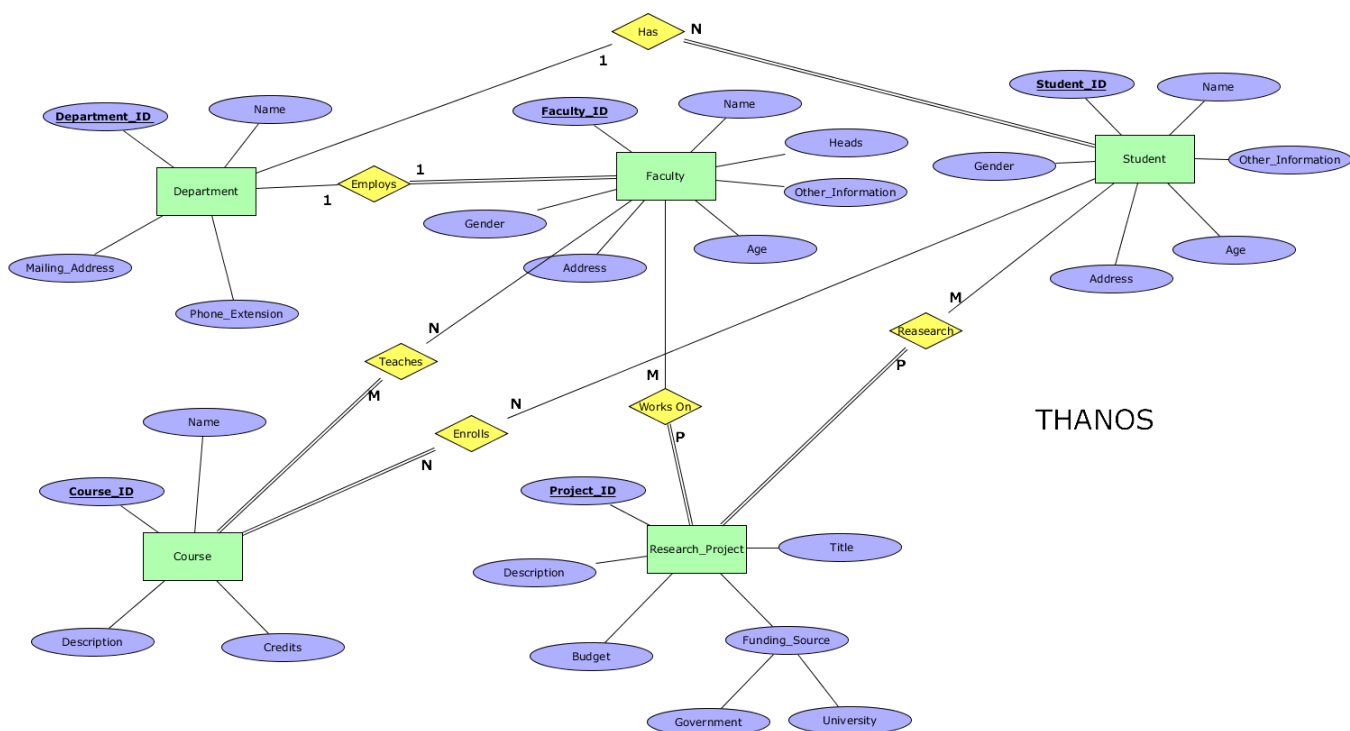 Has
N
1
Department_ID
Name
Faculty_ID
Name
Student_ID
Name
Heads
Other_Information
Gender
Student
Other_Information
Department
1
Employs
1
Faculty
Gender
Address
Age
Mailing_Address
Phone_Extension
Address
Age
N
Teaches
M
M
Reasearch
P
N
Enrolls
N
M
Works On
P
THANOS
Name
Course_ID
Course
Description
Credits
Project_ID
Research_Project
Title
Description
Budget
Funding_Source
Government
University